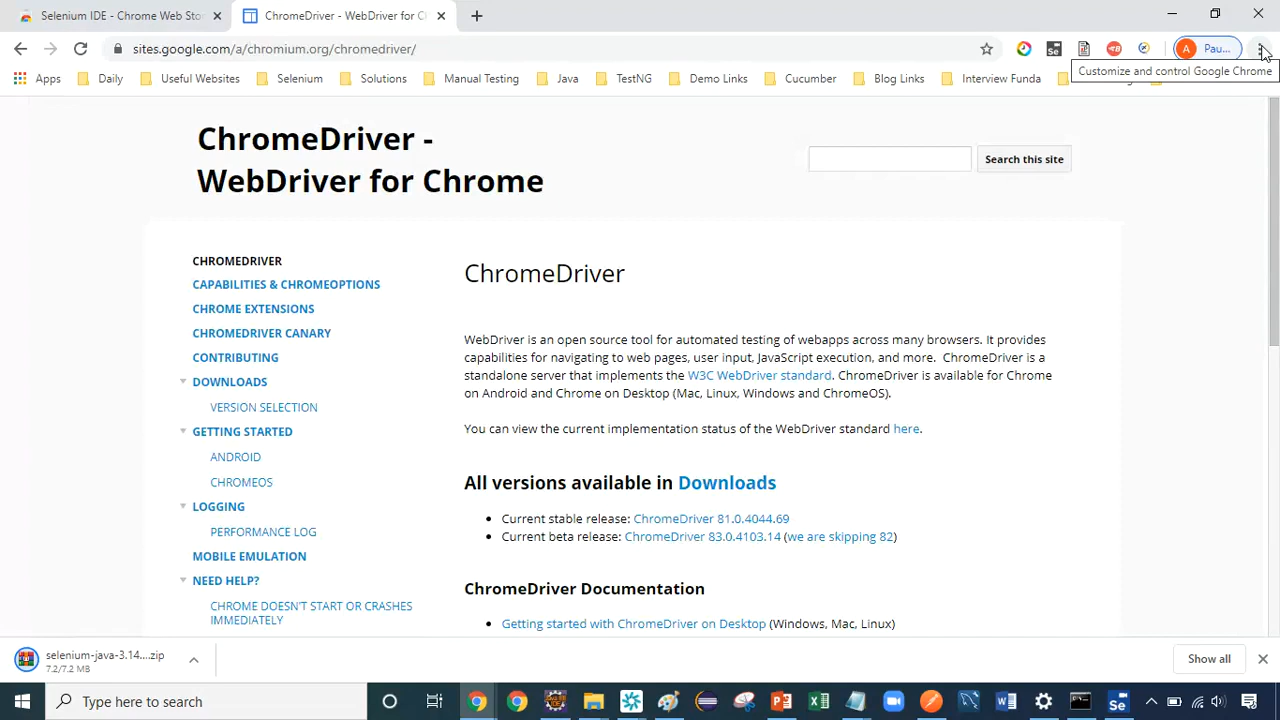 Selenium IDE - Chrome Web Sto
ChromeDriver - WebDriver for C
sites.google.com/a/chromium.org/chromedriver/
A Pau...
Customize and control Google Chrome
Apps Daily Useful Websites Selenium Solutions Manual Testing Java TestNG Demo Links Cucumber Blog Links Interview Funda
ChromeDriver -
WebDriver for Chrome
Search this site
CHROMEDRIVER
CAPABILITIES & CHROMEOPTIONS
CHROME EXTENSIONS
CHROMEDRIVER CANARY
CONTRIBUTING
DOWNLOADS
VERSION SELECTION
GETTING STARTED
ANDROID
CHROMEOS
LOGGING
PERFORMANCE LOG
MOBILE EMULATION
NEED HELP?
CHROME DOESN'T START OR CRASHES
IMMEDIATELY
ChromeDriver
WebDriver is an open source tool for automated testing of webapps across many browsers. It provides
capabilities for navigating to web pages, user input, JavaScript execution, and more. ChromeDriver is a
standalone server that implements the W3C WebDriver standard. ChromeDriver is available for Chrome
on Android and Chrome on Desktop (Mac, Linux, Windows and ChromeOS).
You can view the current implementation status of the WebDriver standard here.
All versions available in Downloads
• Current stable release: ChromeDriver 81.0.4044.69
• Current beta release: ChromeDriver 83.0.4103.14 (we are skipping 82)
ChromeDriver Documentation
• Getting started with ChromeDriver on Desktop (Windows, Mac, Linux)
selenium-java-3.14....zip
7.2/7.2 MB
Show all
Type here to search